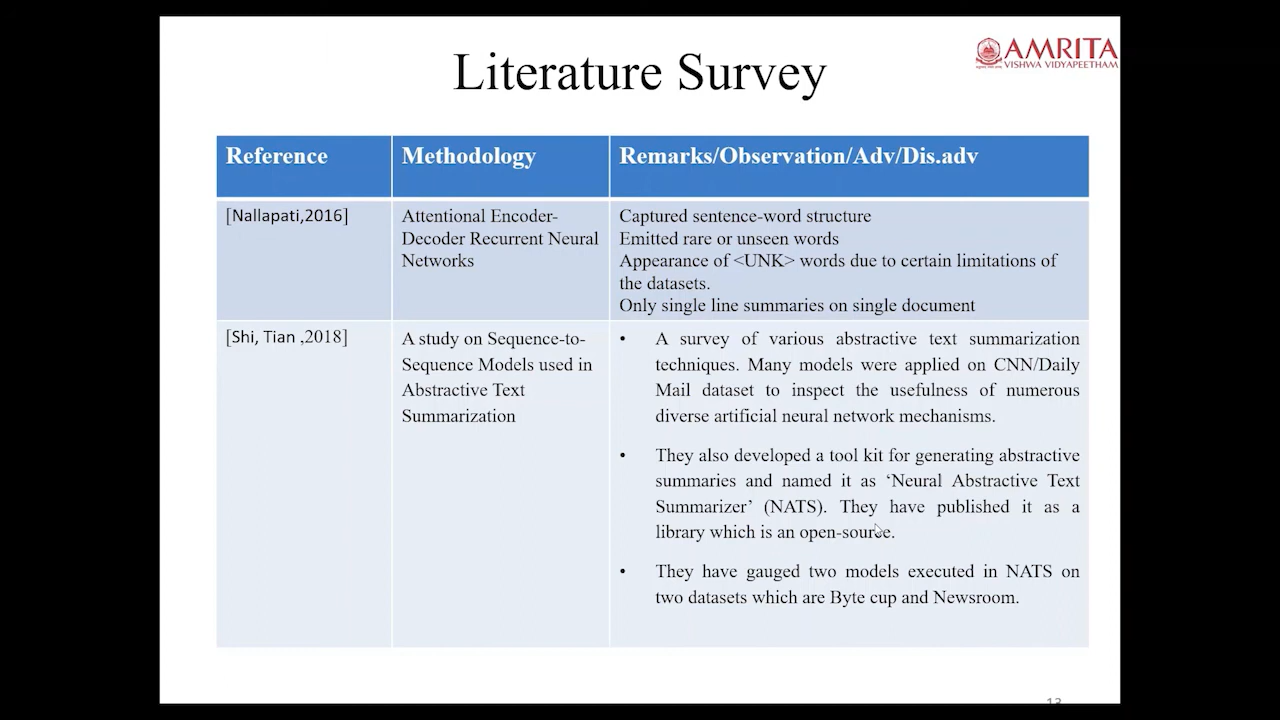 Literature Survey
AMRITA
VISHWA VIDYAPEETHAM
Reference
Methodology
Remarks/Observation/Adv/Dis.adv
[Nallapati,2016]
Attentional Encoder-
Decoder Recurrent Neural
Networks
Captured sentence-word structure
Emitted rare or unseen words
Appearance of <UNK> words due to certain limitations of
the datasets.
Only single line summaries on single document
[Shi, Tian ,2018]
A study on Sequence-to-
Sequence Models used in
Abstractive Text
Summarization
• A survey of various abstractive text summarization
techniques. Many models were applied on CNN/Daily
Mail dataset to inspect the usefulness of numerous
diverse artificial neural network mechanisms.
• They also developed a tool kit for generating abstractive
summaries and named it as ‘Neural Abstractive Text
Summarizer’ (NATS). They have published it as a
library which is an open-source.
• They have gauged two models executed in NATS on
two datasets which are Byte cup and Newsroom.
13